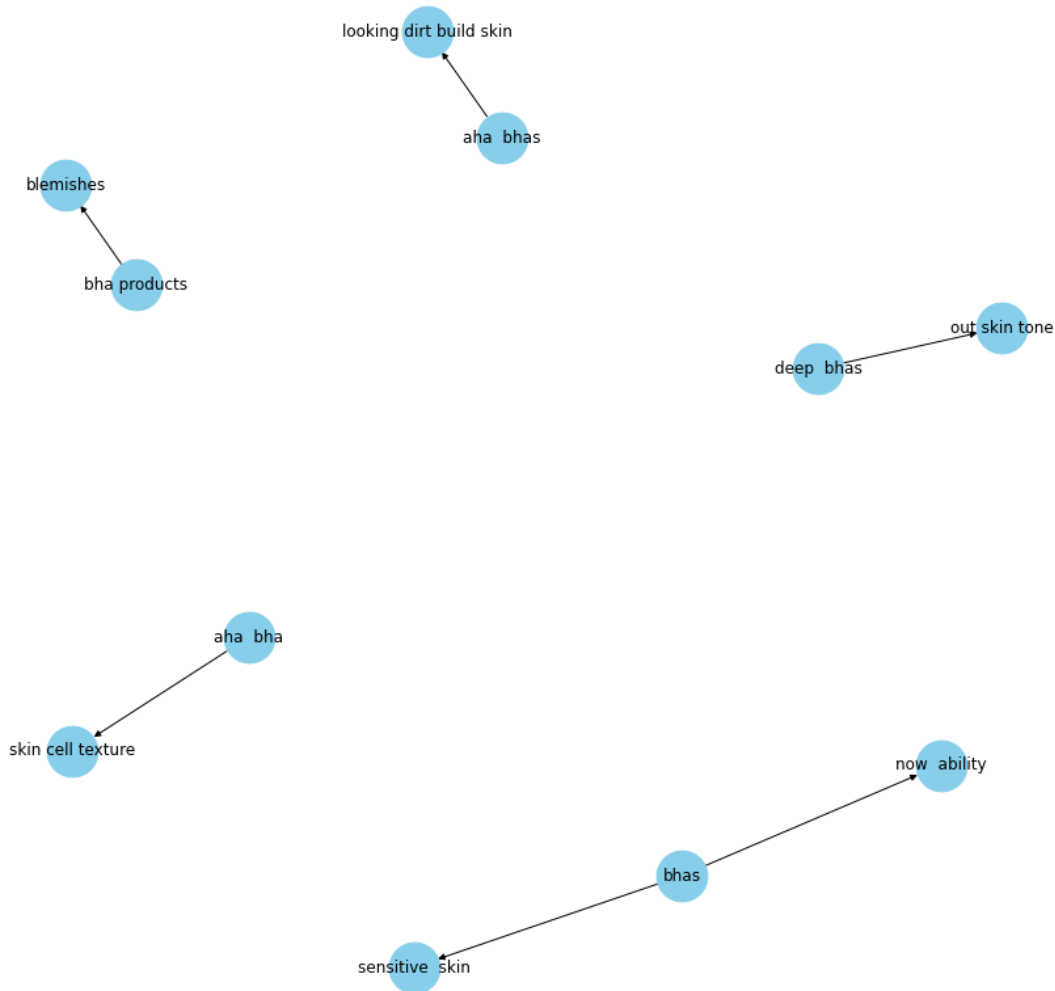 looking dirt build skin
aha  bhas
blemishes
bha products
out skin tone
deep  bhas
aha  bha
skin cell texture
now  ability
bhas
sensitive  skin